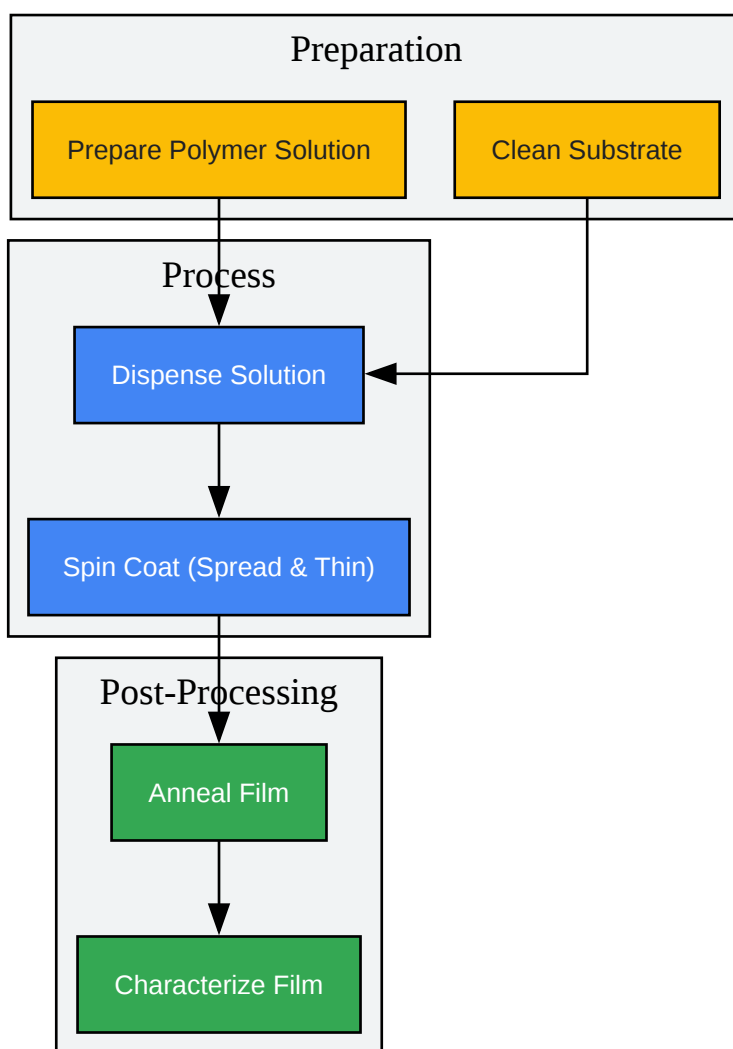 Preparation
Prepare Polymer Solution
Clean Substrate
Process
Dispense Solution
Spin Coat (Spread & Thin)
Post-Processing
Anneal Film
Characterize Film